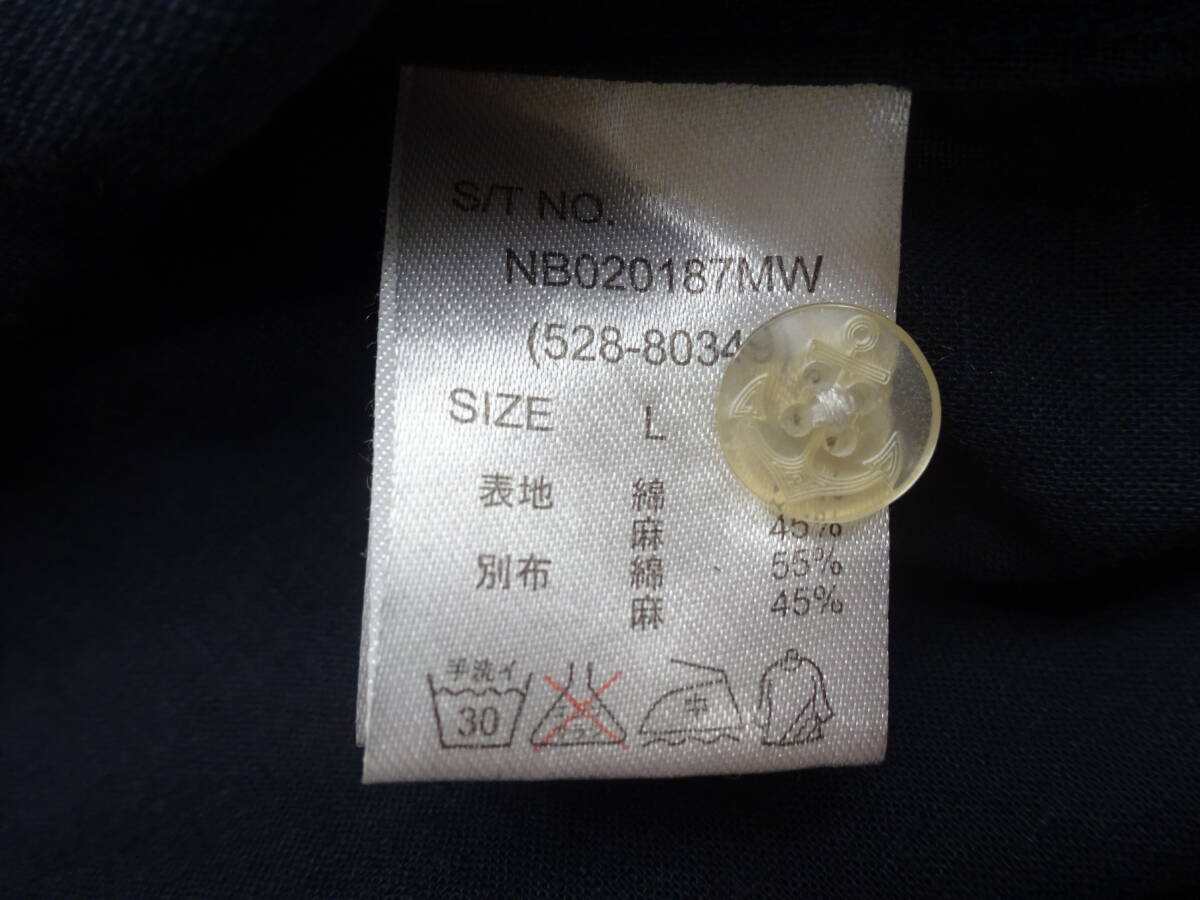 S/T NO.
NB020187MW
(528-80349
SIZE L
表地 綿
麻 45%
別布 綿 55%
麻 45%
手洗イ
30
中